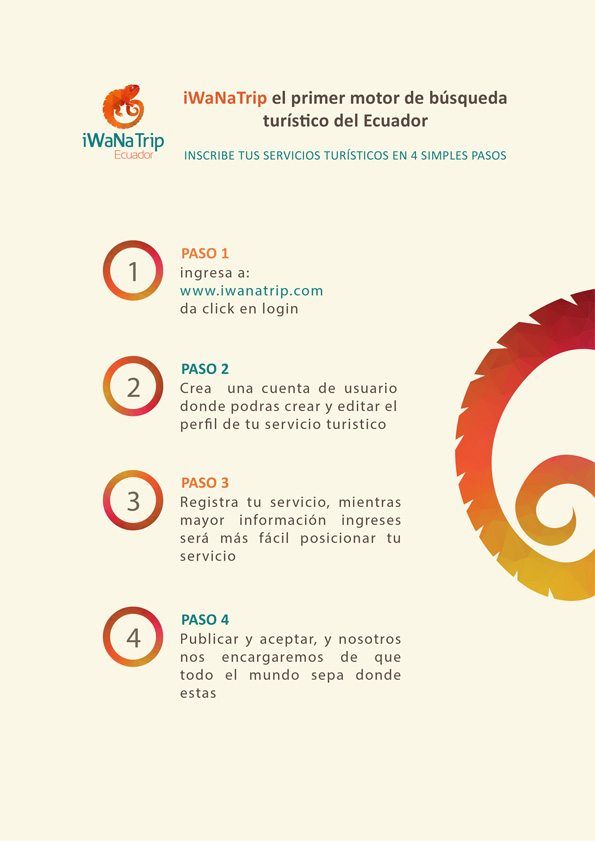 iWaNaTrip
Ecuador
iWaNaTrip el primer motor de búsqueda
turístico del Ecuador
INSCRIBE TUS SERVICIOS TURÍSTICOS EN 4 SIMPLES PASOS
1
PASO 1
ingresa a:
www.iwanatrip.com
da click en login
2
PASO 2
Crea una cuenta de usuario
donde podras crear y editar el
perfil de tu servicio turistico
3
PASO 3
Registra tu servicio, mientras
mayor información ingreses
será más fácil posicionar tu
servicio
4
PASO 4
Publicar y aceptar, y nosotros
nos encargaremos de que
todo el mundo sepa donde
estas